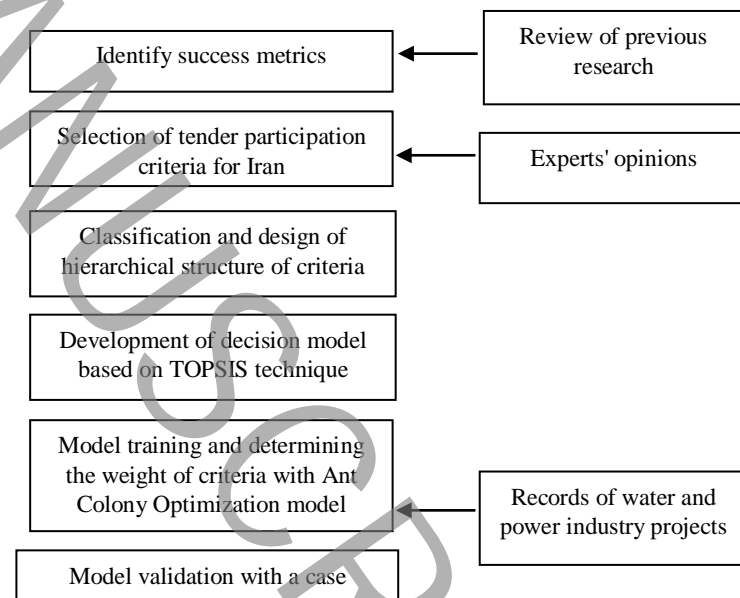 Identify success metrics
Review of previous
research
Selection of tender participation
criteria for Iran
Experts' opinions
Classification and design of
hierarchical structure of criteria
Development of decision model
based on TOPSIS technique
Model training and determining
the weight of criteria with Ant
Colony Optimization model
Records of water and
power industry projects
Model validation with a case
NUSCR